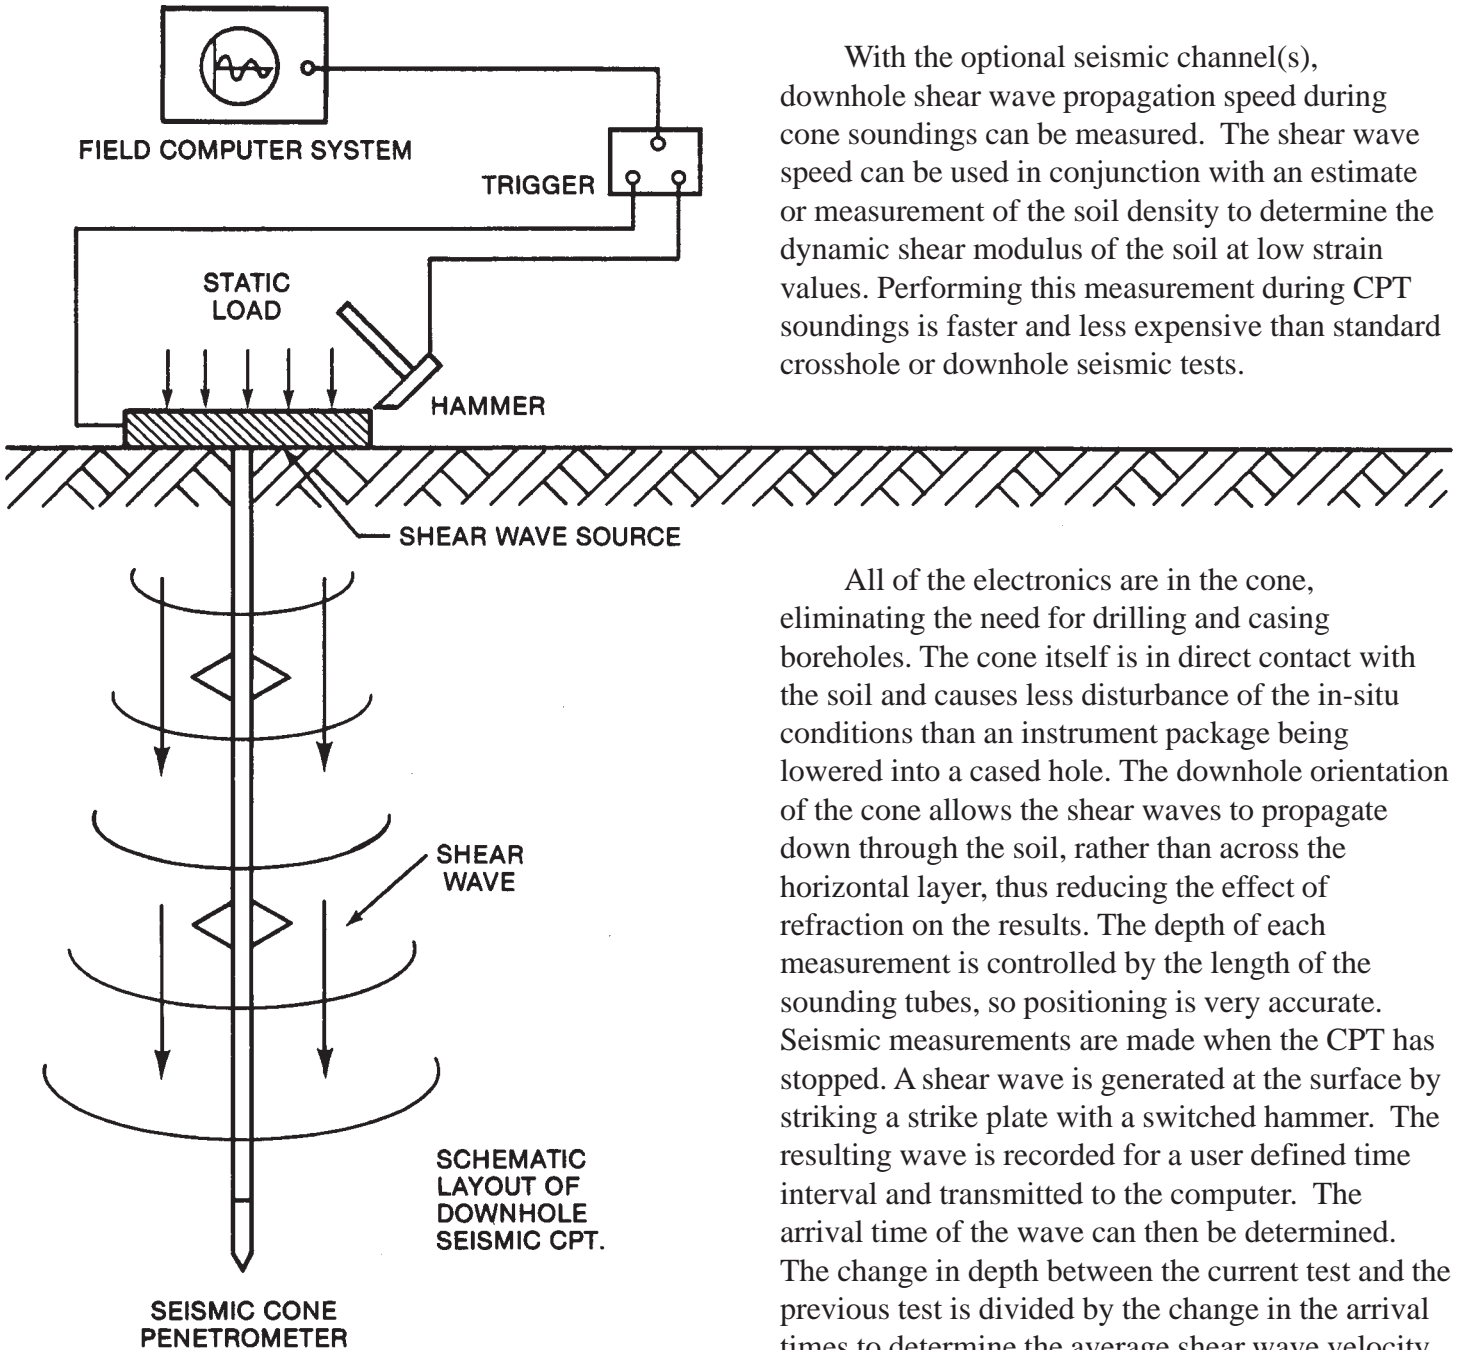 FIELD COMPUTER SYSTEM
TRIGGER
STATIC
LOAD
HAMMER
SHEAR WAVE SOURCE
SHEAR
WAVE
SCHEMATIC
LAYOUT OF
DOWNHOLE
SEISMIC CPT.
SEISMIC CONE
PENETROMETER
With the optional seismic channel(s),
downhole shear wave propagation speed during
cone soundings can be measured.  The shear wave
speed can be used in conjunction with an estimate
or measurement of the soil density to determine the
dynamic shear modulus of the soil at low strain
values. Performing this measurement during CPT
soundings is faster and less expensive than standard
crosshole or downhole seismic tests.
All of the electronics are in the cone,
eliminating the need for drilling and casing
boreholes. The cone itself is in direct contact with
the soil and causes less disturbance of the in-situ
conditions than an instrument package being
lowered into a cased hole. The downhole orientation
of the cone allows the shear waves to propagate
down through the soil, rather than across the
horizontal layer, thus reducing the effect of
refraction on the results. The depth of each
measurement is controlled by the length of the
sounding tubes, so positioning is very accurate.
Seismic measurements are made when the CPT has
stopped. A shear wave is generated at the surface by
striking a strike plate with a switched hammer.  The
resulting wave is recorded for a user defined time
interval and transmitted to the computer.  The
arrival time of the wave can then be determined.
The change in depth between the current test and the
previous test is divided by the change in the arrival
times to determine the average shear wave velocity